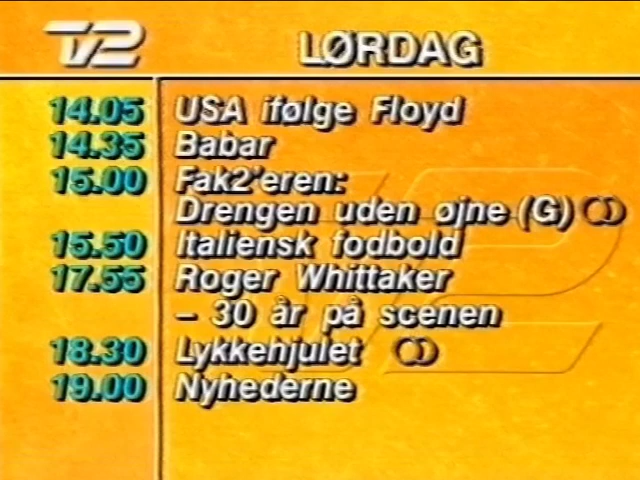 TV2 LØRDAG
14.05 USA ifølge Floyd
14.35 Babar
15.00 Fak2'eren:
Drengen uden øjne (G)
15.50 Italiensk fodbold
17.55 Roger Whittaker
– 30 år på scenen
18.30 Lykkehjulet
19.00 Nyhederne